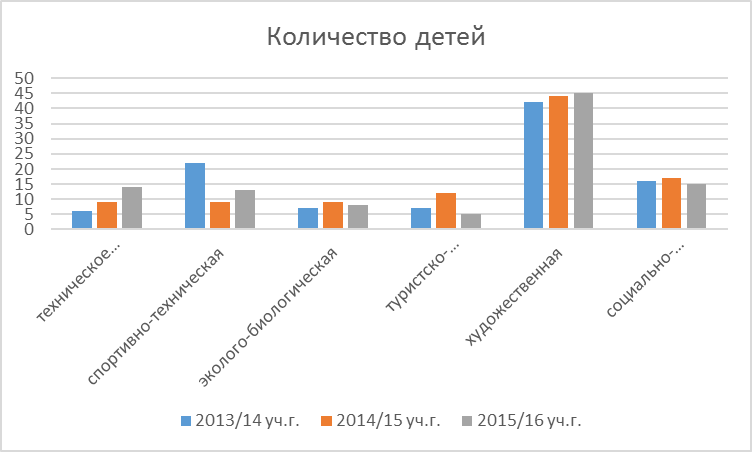 Количество детей
50
45
40
35
30
25
20
15
10
5
0
техническое...
спортивно-техническая
эколого-биологическая
туристско-...
художественная
социально-...
2013/14 уч.г. 2014/15 уч.г. 2015/16 уч.г.